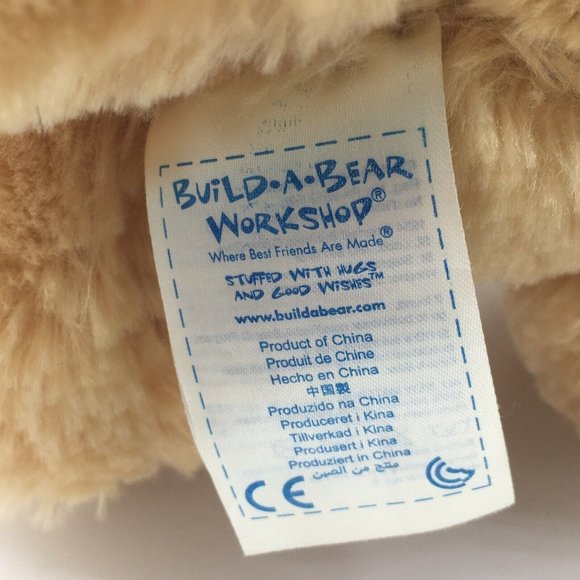 BUILD-A-BEAR
WORKSHOP®
Where Best Friends Are Made®
STUFFED WITH HUGS
AND GOOD WISHES™
www.buildabear.com
Product of China
Produit de Chine
Hecho en China
中国製
Produzido na China
Produceret i Kina
Tillverkad i Kina
Produsert i Kina
Produziert in China
منتج من الصين
CE